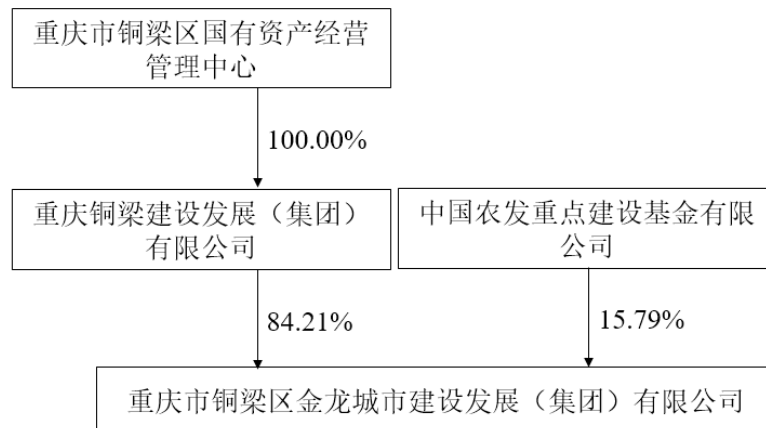 重庆市铜梁区国有资产经营
管理中心
100.00%
重庆铜梁建设发展（集团）
有限公司
中国农发重点建设基金有限
公司
84.21%
15.79%
重庆市铜梁区金龙城市建设发展（集团）有限公司